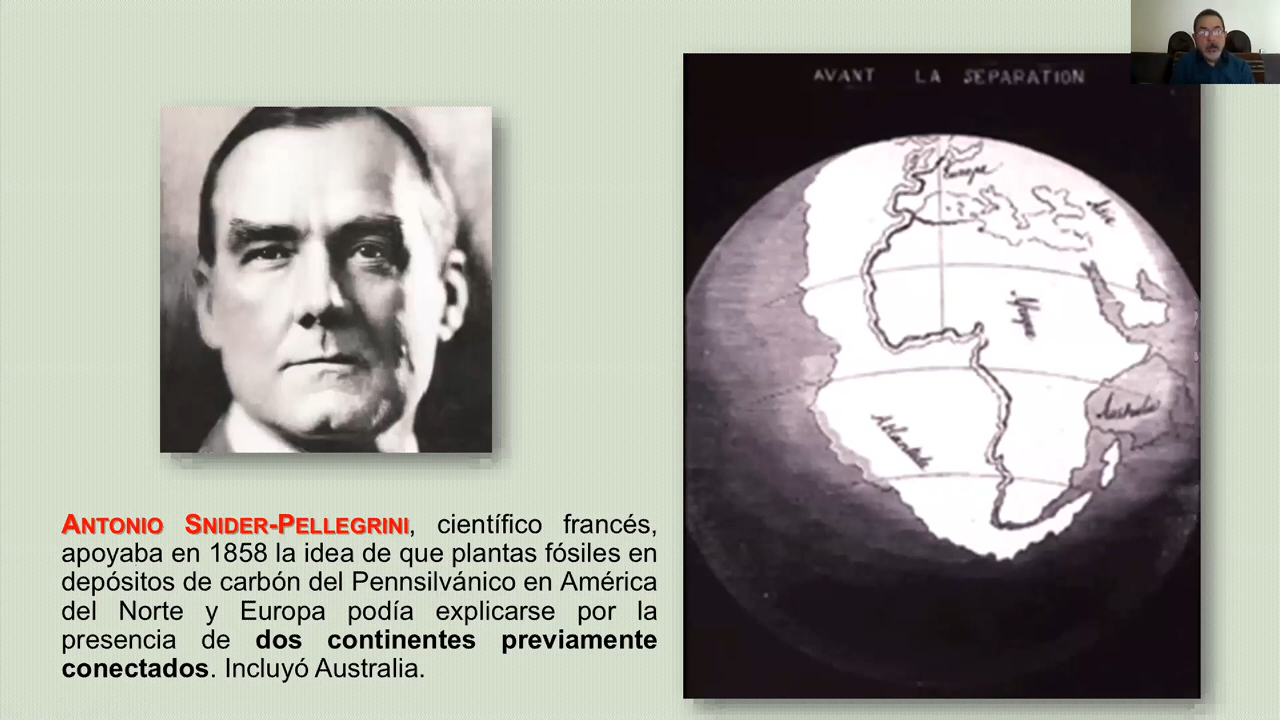 AVANT LA SEPARATION
Europe
Asie
Afrique
Australie
Atlantide
ANTONIO SNIDER-PELLEGRINI, científico francés,
apoyaba en 1858 la idea de que plantas fósiles en
depósitos de carbón del Pennsilvánico en América
del Norte y Europa podía explicarse por la
presencia de dos continentes previamente
conectados. Incluyó Australia.